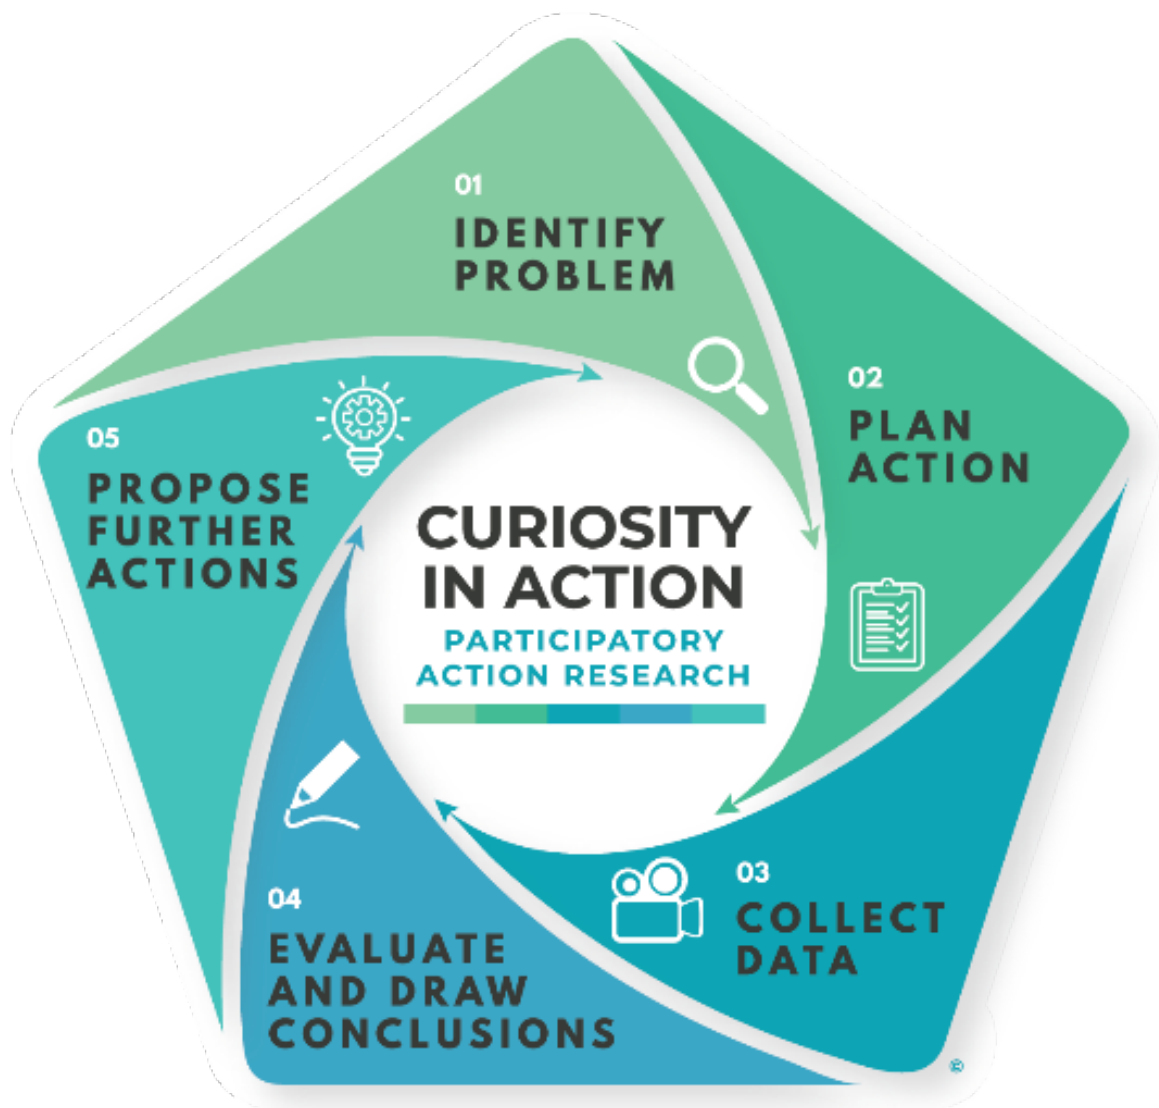 01
IDENTIFY
PROBLEM
02
PLAN
ACTION
03
COLLECT
DATA
04
EVALUATE
AND DRAW
CONCLUSIONS
05
PROPOSE
FURTHER
ACTIONS
CURIOSITY
IN ACTION
PARTICIPATORY
ACTION RESEARCH
©